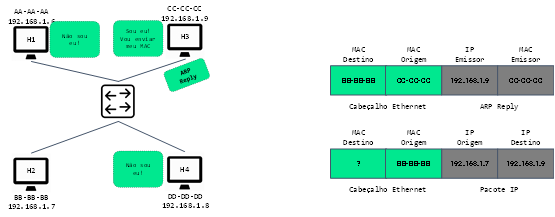 AA-AA-AA
192.168.1.6
H1
Não sou
eu!
CC-CC-CC
192.168.1.9
Sou eu!
Vou enviar
meu MAC
H3
ARP
Reply
H2
BB-BB-BB
192.168.1.7
Não sou
eu!
H4
DD-DD-DD
192.168.1.8
MAC
Destino
MAC
Origem
IP
Emissor
MAC
Emissor
BB-BB-BB
CC-CC-CC
192.168.1.9
CC-CC-CC
Cabeçalho Ethernet
ARP Reply
MAC
Destino
MAC
Origem
IP
Origem
IP
Destino
?
BB-BB-BB
192.168.1.7
192.168.1.9
Cabeçalho Ethernet
Pacote IP